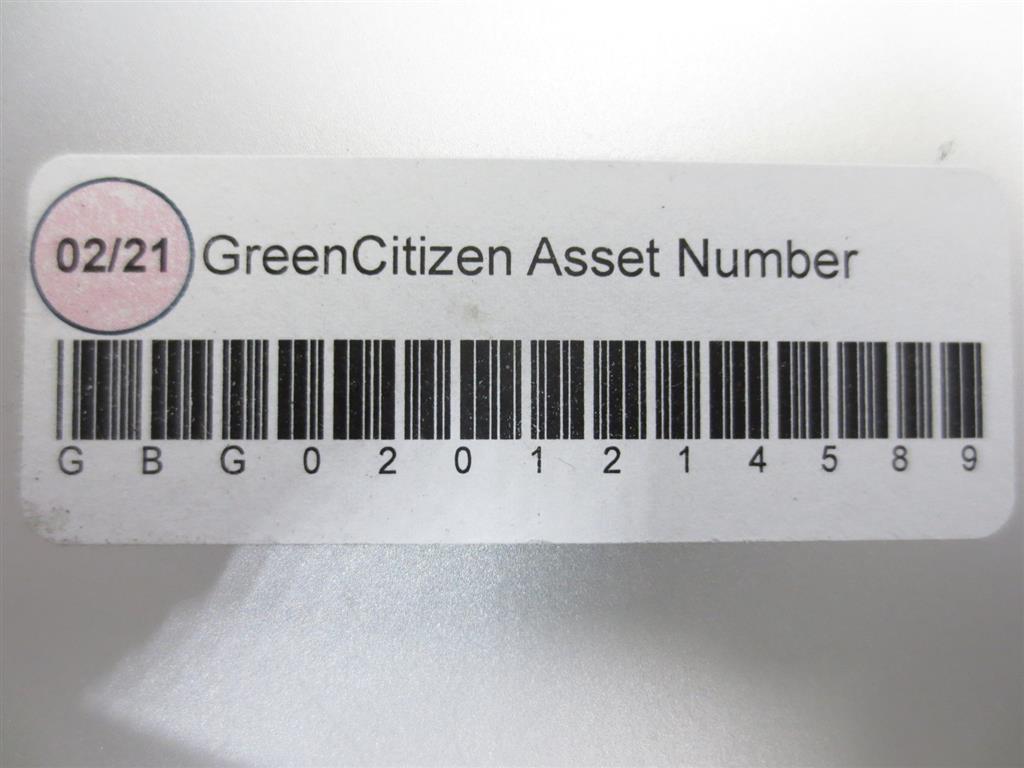 02/21 GreenCitizen Asset Number
G B G 0 2 0 1 2 1 4 5 8 9